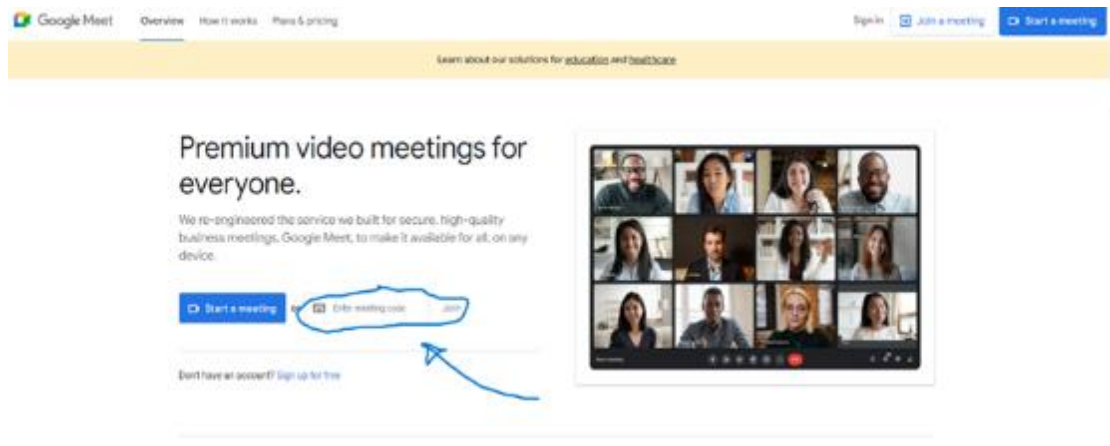 Google Meet
Overview
How it works
Plans & pricing
Sign in
Join a meeting
Start a meeting
Learn about our solutions for education and healthcare
Premium video meetings for
everyone.
We re-engineered the service we built for secure, high-quality
business meetings, Google Meet, to make it available for all, on any
device.
Start a meeting
or
Enter meeting code
Join
Don't have an account? Sign up for free